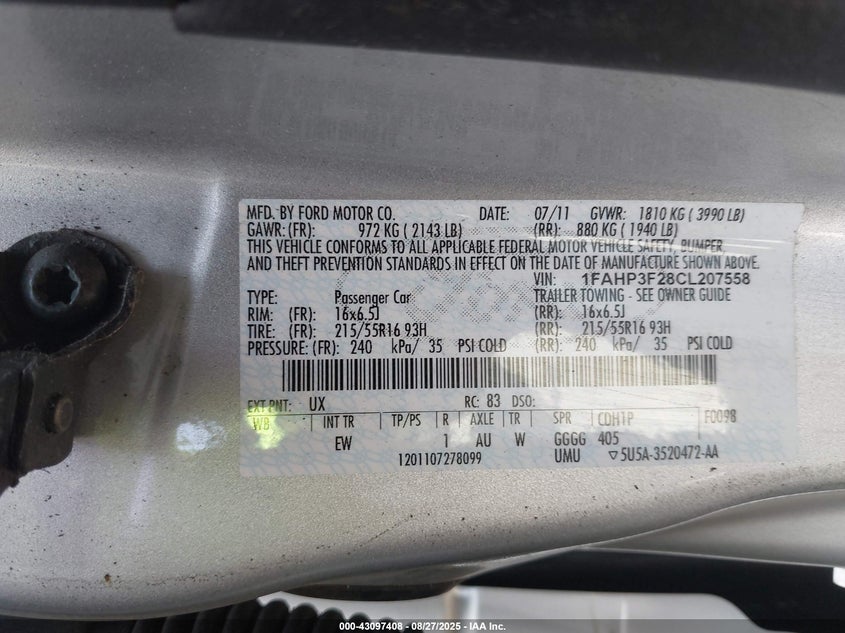 MFD. BY FORD MOTOR CO. DATE: 07/11 GVWR: 1810 KG ( 3990 LB)
GAWR: (FR): 972 KG ( 2143 LB) (RR): 880 KG ( 1940 LB)
THIS VEHICLE CONFORMS TO ALL APPLICABLE FEDERAL MOTOR VEHICLE SAFETY, BUMPER,
AND THEFT PREVENTION STANDARDS IN EFFECT ON THE DATE OF MANUFACTURE SHOWN ABOVE.
VIN: 1FAHP3F28CL207558
TYPE: Passenger Car TRAILER TOWING - SEE OWNER GUIDE
RIM: (FR): 16x6.5J (RR): 16x6.5J
TIRE: (FR): 215/55R16 93H (RR): 215/55R16 93H
PRESSURE: (FR): 240 kPa/ 35 PSI COLD (RR): 240 kPa/ 35 PSI COLD
EXT PNT: UX RC: 83 DSO:
WB INT TR TP/PS R AXLE TR SPR CDH1P F0098
EW 1 AU W GGGG 405
1201107278099 UMU ▽5U5A-3520472-AA
000-43097408 | 08/27/2025 - IAA Inc.